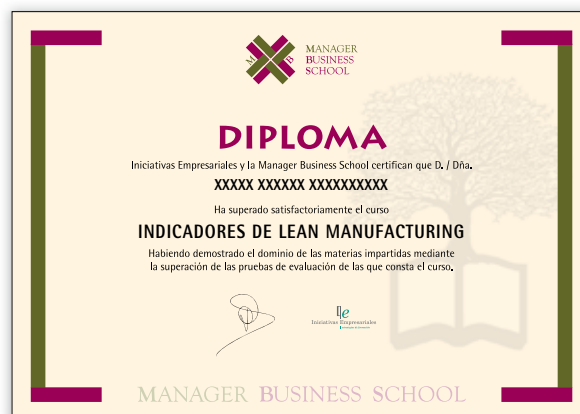 M
B
MANAGER
BUSINESS
SCHOOL
DIPLOMA
Iniciativas Empresariales y la Manager Business School certifican que D. / Dña.
XXXXX XXXXXX XXXXXXXXXX
Ha superado satisfactoriamente el curso
INDICADORES DE LEAN MANUFACTURING
Habiendo demostrado el dominio de las materias impartidas mediante
la superación de las pruebas de evaluación de las que consta el curso.
Iniciativas Empresariales
MANAGER BUSINESS SCHOOL